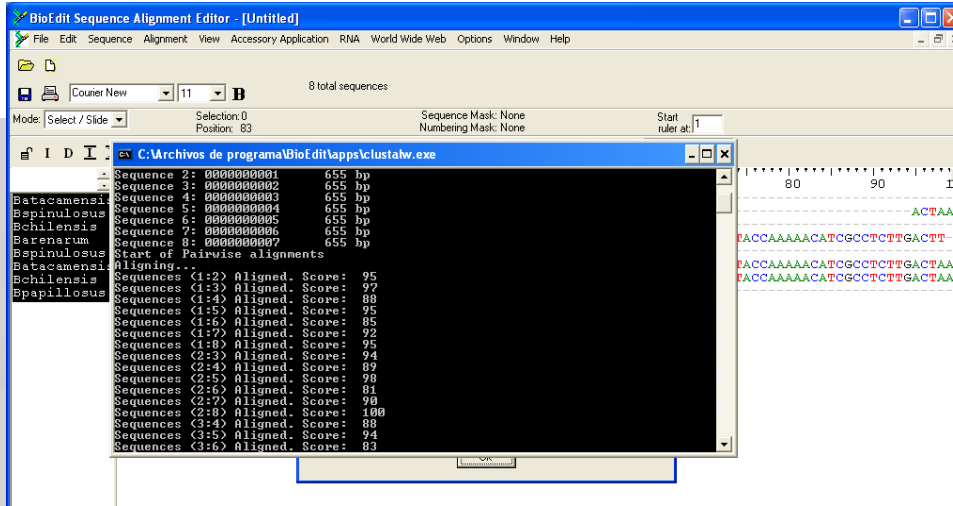 BioEdit Sequence Alignment Editor - [Untitled]
File Edit Sequence Alignment View Accessory Application RNA World Wide Web Options Window Help
8 total sequences
Courier New 11 B
Mode: Select / Slide Selection: 0 Sequence Mask: None Start
Position: 83 Numbering Mask: None ruler at: 1
I D I
C:\Archivos de programa\BioEdit\apps\clustalw.exe
80 90
Batacamensis
Bspinulosus
Bchilensis
Barenarum
Bspinulosus
Batacamensis
Bchilensis
Bpapillosus
Sequence 2: 0000000001 655 bp
Sequence 3: 0000000002 655 bp
Sequence 4: 0000000003 655 bp
Sequence 5: 0000000004 655 bp
Sequence 6: 0000000005 655 bp
Sequence 7: 0000000006 655 bp
Sequence 8: 0000000007 655 bp
Start of Pairwise alignments
Aligning...
Sequences (1:2) Aligned. Score: 95
Sequences (1:3) Aligned. Score: 97
Sequences (1:4) Aligned. Score: 88
Sequences (1:5) Aligned. Score: 95
Sequences (1:6) Aligned. Score: 85
Sequences (1:7) Aligned. Score: 92
Sequences (1:8) Aligned. Score: 95
Sequences (2:3) Aligned. Score: 94
Sequences (2:4) Aligned. Score: 89
Sequences (2:5) Aligned. Score: 98
Sequences (2:6) Aligned. Score: 81
Sequences (2:7) Aligned. Score: 90
Sequences (2:8) Aligned. Score: 100
Sequences (3:4) Aligned. Score: 88
Sequences (3:5) Aligned. Score: 94
Sequences (3:6) Aligned. Score: 83
ACTAA
TACCAAAAACATCGCCTCTTGACTT-
TACCAAAAACATCGCCTCTTGACTAA
TACCAAAAACATCGCCTCTTGACTAA